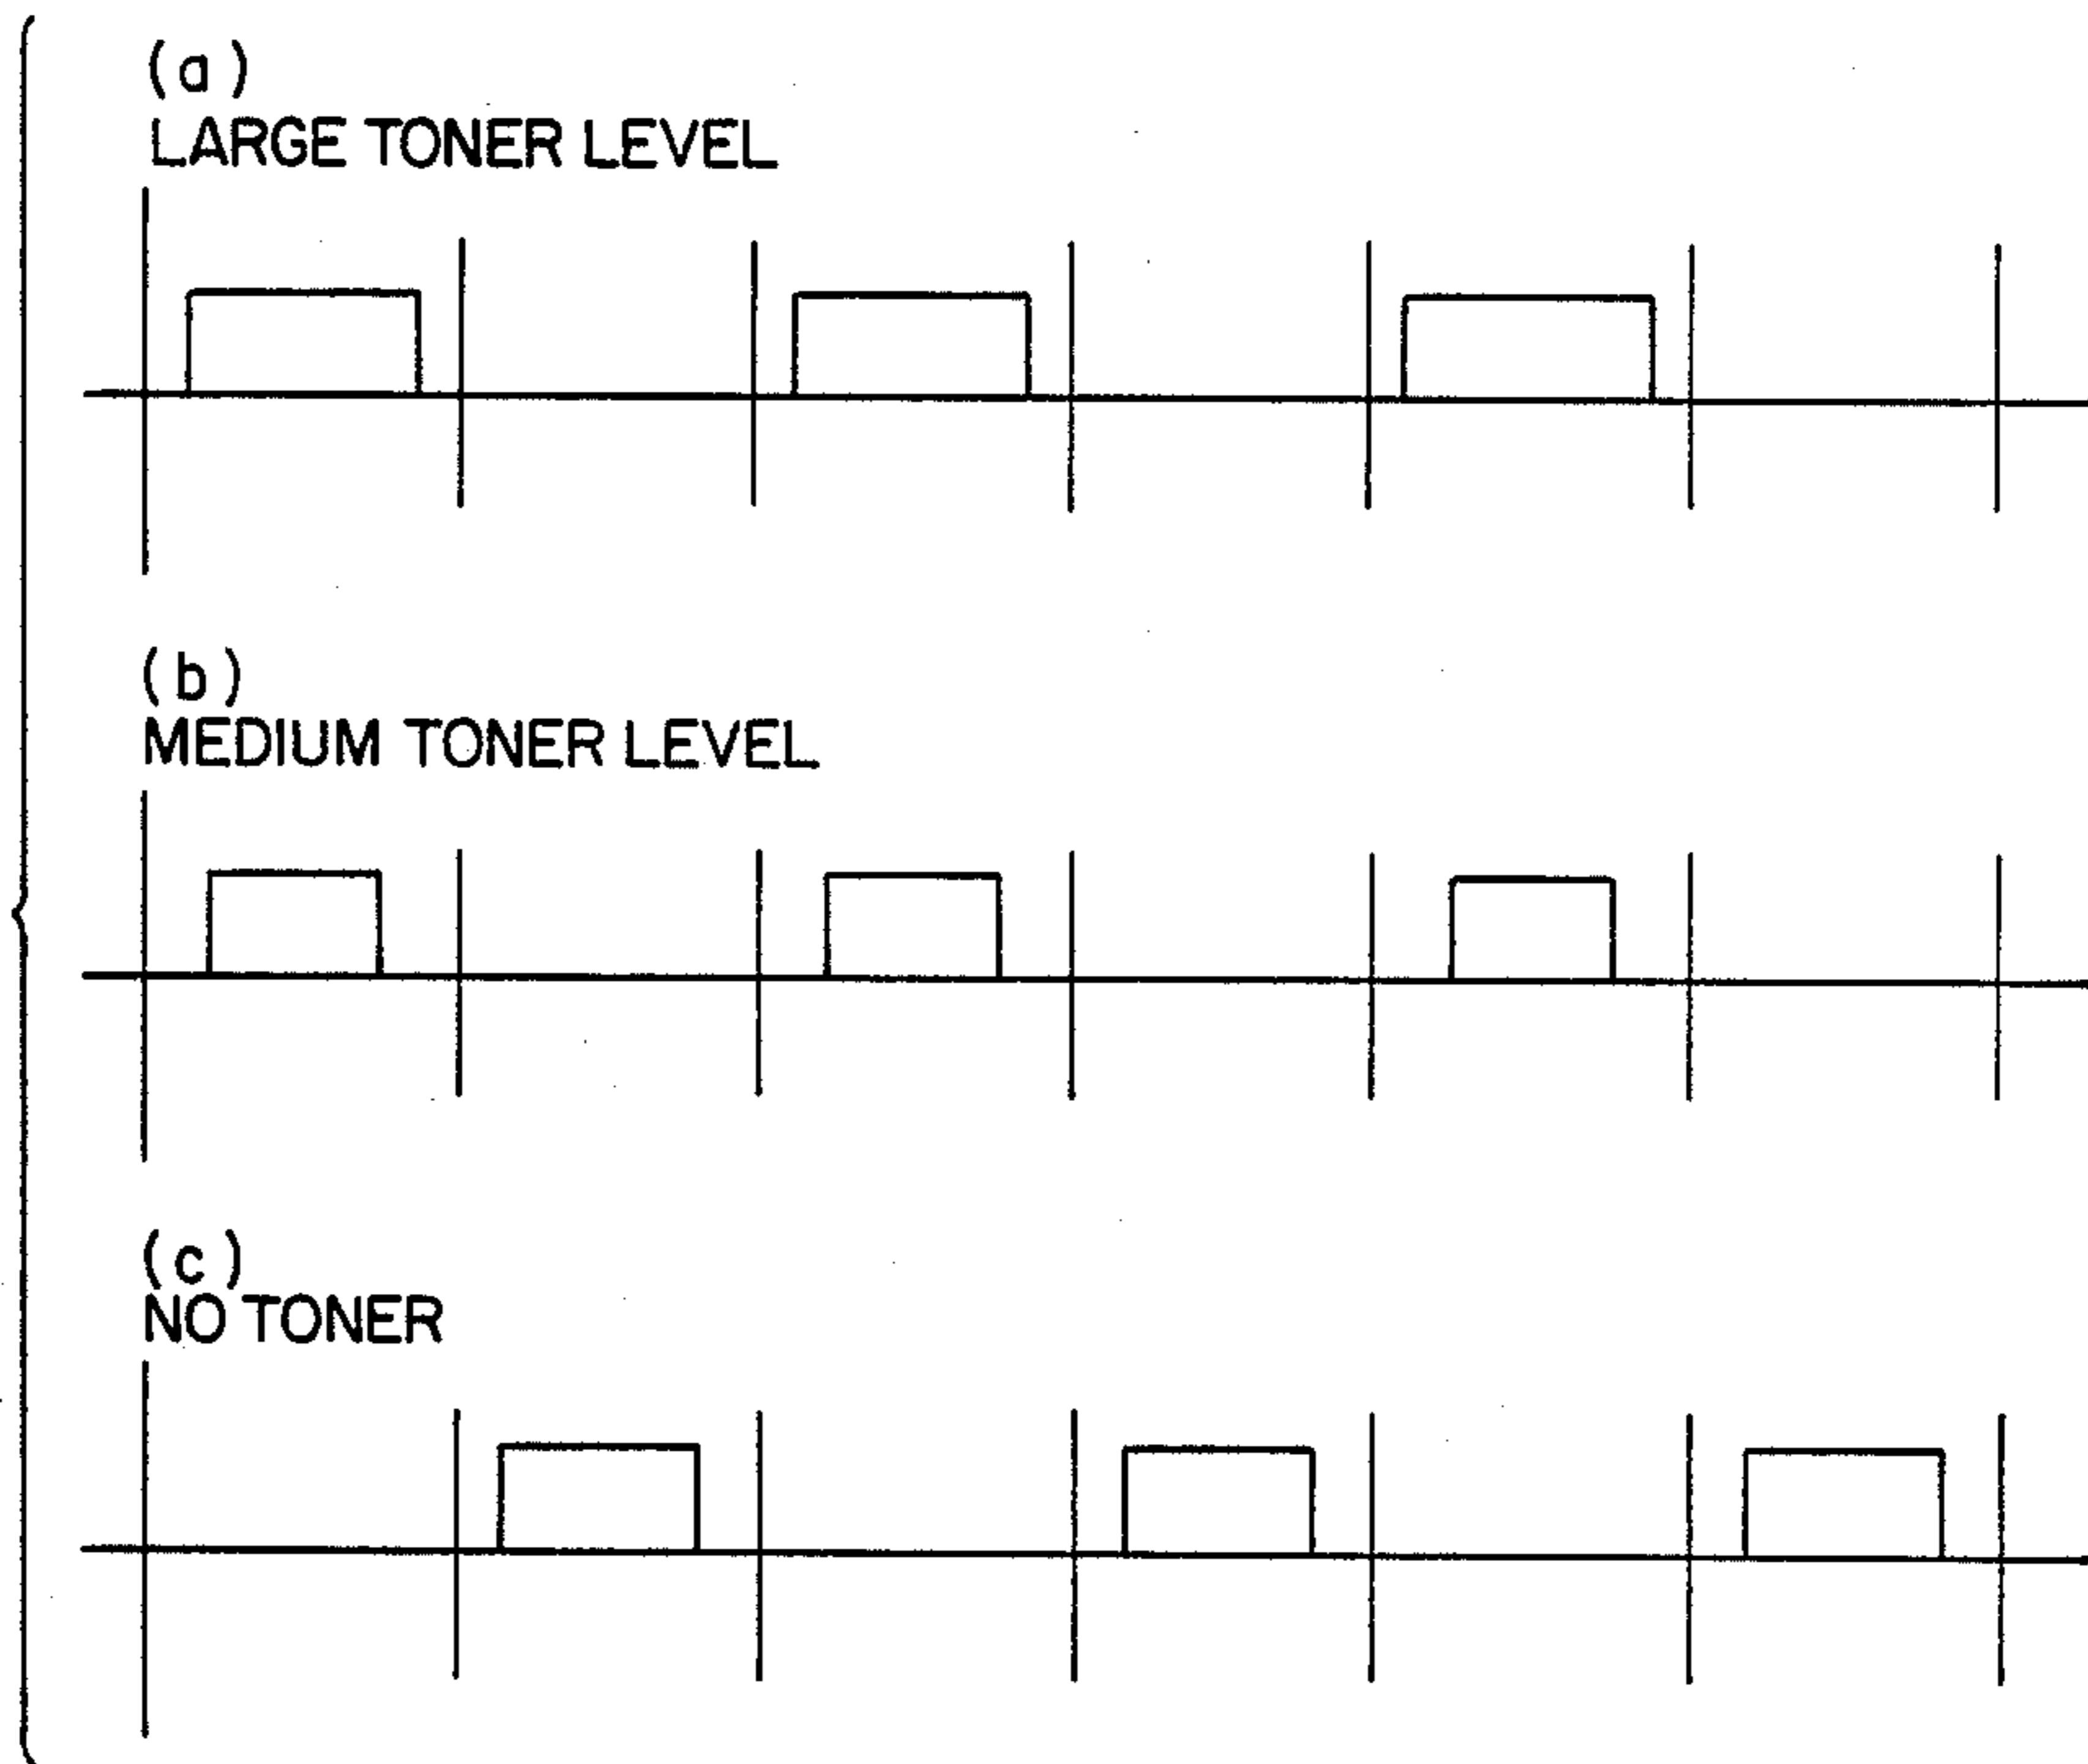 (a)
LARGE TONER LEVEL
(b)
MEDIUM TONER LEVEL
(c)
NO TONER